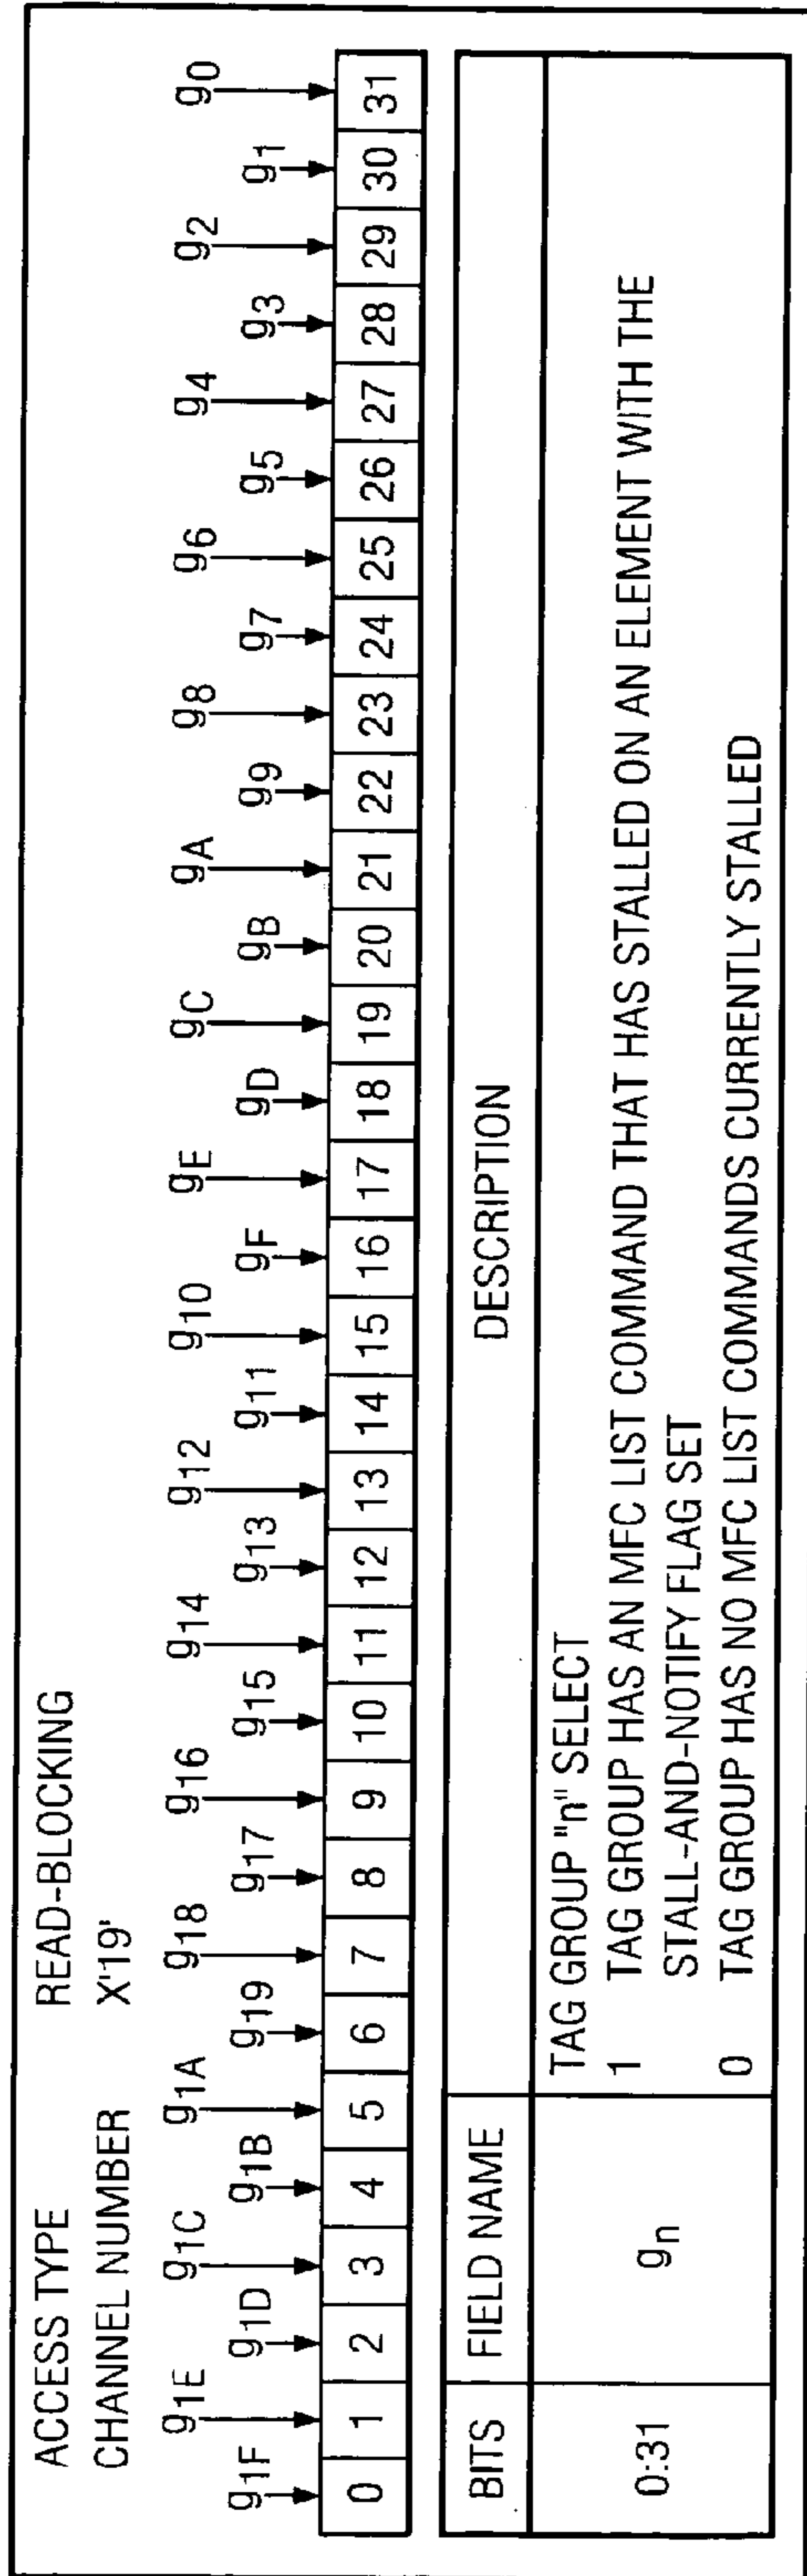 ACCESS TYPE READ-BLOCKING
CHANNEL NUMBER X'19'
g1F g1E g1D g1C g1B g1A g19 g18 g17 g16 g15 g14 g13 g12 g11 g10 gF gE gD gC gB gA g9 g8 g7 g6 g5 g4 g3 g2 g1 g0
0 1 2 3 4 5 6 7 8 9 10 11 12 13 14 15 16 17 18 19 20 21 22 23 24 25 26 27 28 29 30 31
BITS FIELD NAME DESCRIPTION
0:31 gn TAG GROUP "n" SELECT
1 TAG GROUP HAS AN MFC LIST COMMAND THAT HAS STALLED ON AN ELEMENT WITH THE
STALL-AND-NOTIFY FLAG SET
0 TAG GROUP HAS NO MFC LIST COMMANDS CURRENTLY STALLED